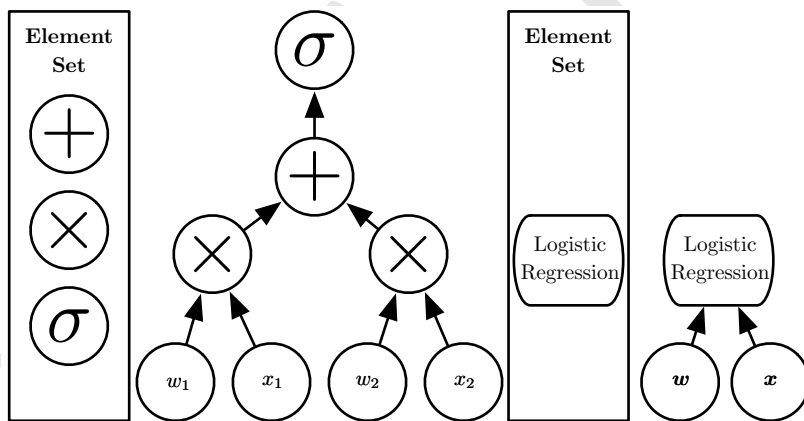 Element
Set
+
×
σ
σ
+
×
×
w₁
x₁
w₂
x₂
Element
Set
Logistic
Regression
Logistic
Regression
w
x